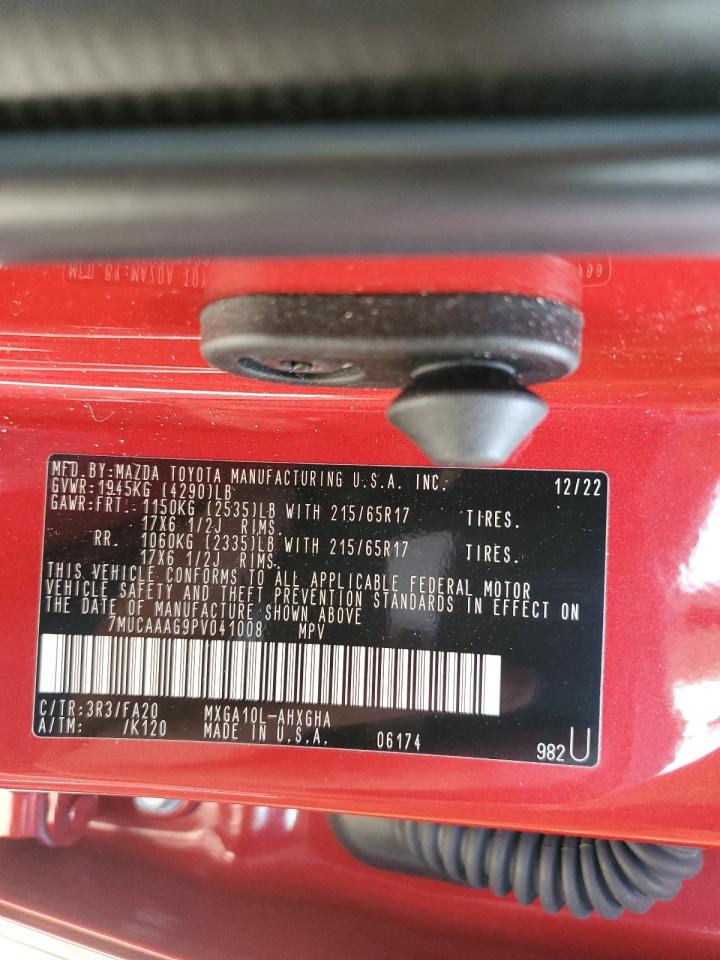 MFD.BY:MAZDA TOYOTA MANUFACTURING U.S.A. INC. 12/22
GVWR:1945KG (4290)LB
GAWR:FRT. 1150KG (2535)LB WITH 215/65R17 TIRES.
17X6 1/2J RIMS.
RR. 1060KG (2335)LB WITH 215/65R17 TIRES.
17X6 1/2J RIMS.
THIS VEHICLE CONFORMS TO ALL APPLICABLE FEDERAL MOTOR
VEHICLE SAFETY AND THEFT PREVENTION STANDARDS IN EFFECT ON
THE DATE OF MANUFACTURE SHOWN ABOVE
7MUCAAAG9PV041008 MPV
C/TR:3R3/FA20 MXGA10L-AHXGHA
A/TM: /K120 MADE IN U.S.A. 06174 982U